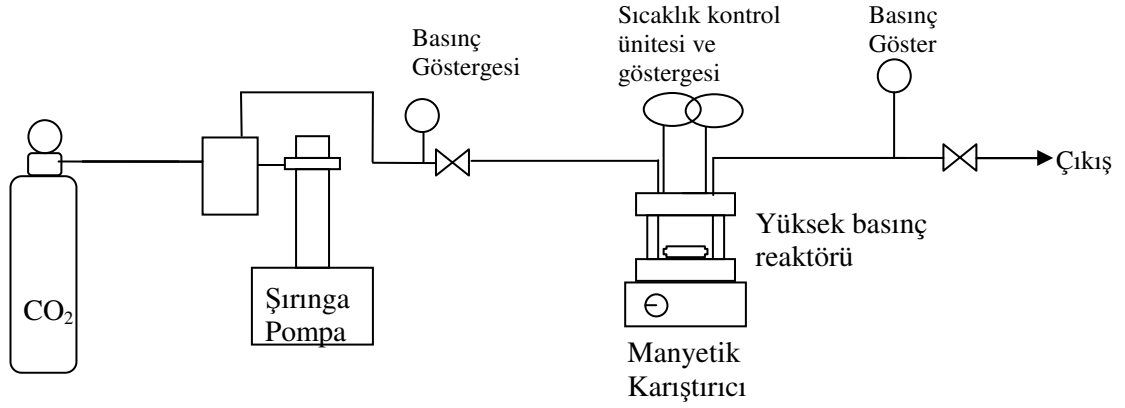 Basınç
Göstergesi
Sıcaklık kontrol
ünitesi ve
göstergesi
Basınç
Göster
Çıkış
Yüksek basınç
reaktörü
CO₂
Şırınga
Pompa
Manyetik
Karıştırıcı